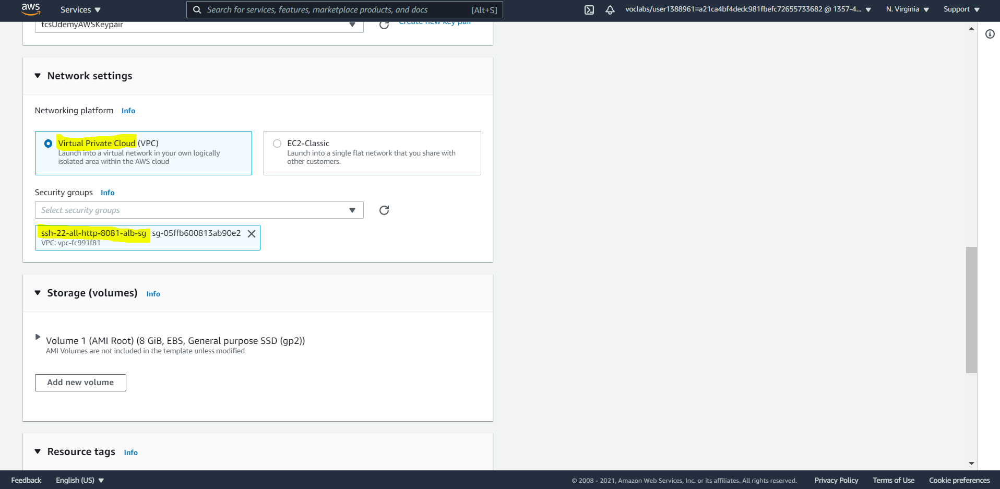 aws
Services
Search for services, features, marketplace products, and docs
[Alt+S]
voclabs/user1388961=a21ca4bf4dedc981fbefc72655733682 @ 1357-4...
N. Virginia
Support
tcsUdemyAWSKeypair
Create new key pair
Network settings
Networking platform Info
Virtual Private Cloud (VPC)
Launch into a virtual network in your own logically
isolated area within the AWS cloud
EC2-Classic
Launch into a single flat network that you share with
other customers.
Security groups Info
Select security groups
ssh-22-all-http-8081-alb-sg sg-05ffb600813ab90e2
VPC: vpc-fc991f81
Storage (volumes) Info
Volume 1 (AMI Root) (8 GiB, EBS, General purpose SSD (gp2))
AMI Volumes are not included in the template unless modified
Add new volume
Resource tags Info
Feedback
English (US)
© 2008 - 2021, Amazon Web Services, Inc. or its affiliates. All rights reserved.
Privacy Policy
Terms of Use
Cookie preferences